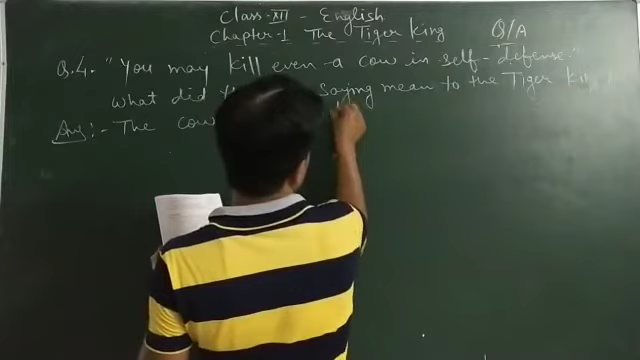 Class-XII - English
Chapter-1 The Tiger King Q/A
Q.4. "You may kill even a cow in self-defense."
What did saying mean to the Tiger King
Ans:- The cow